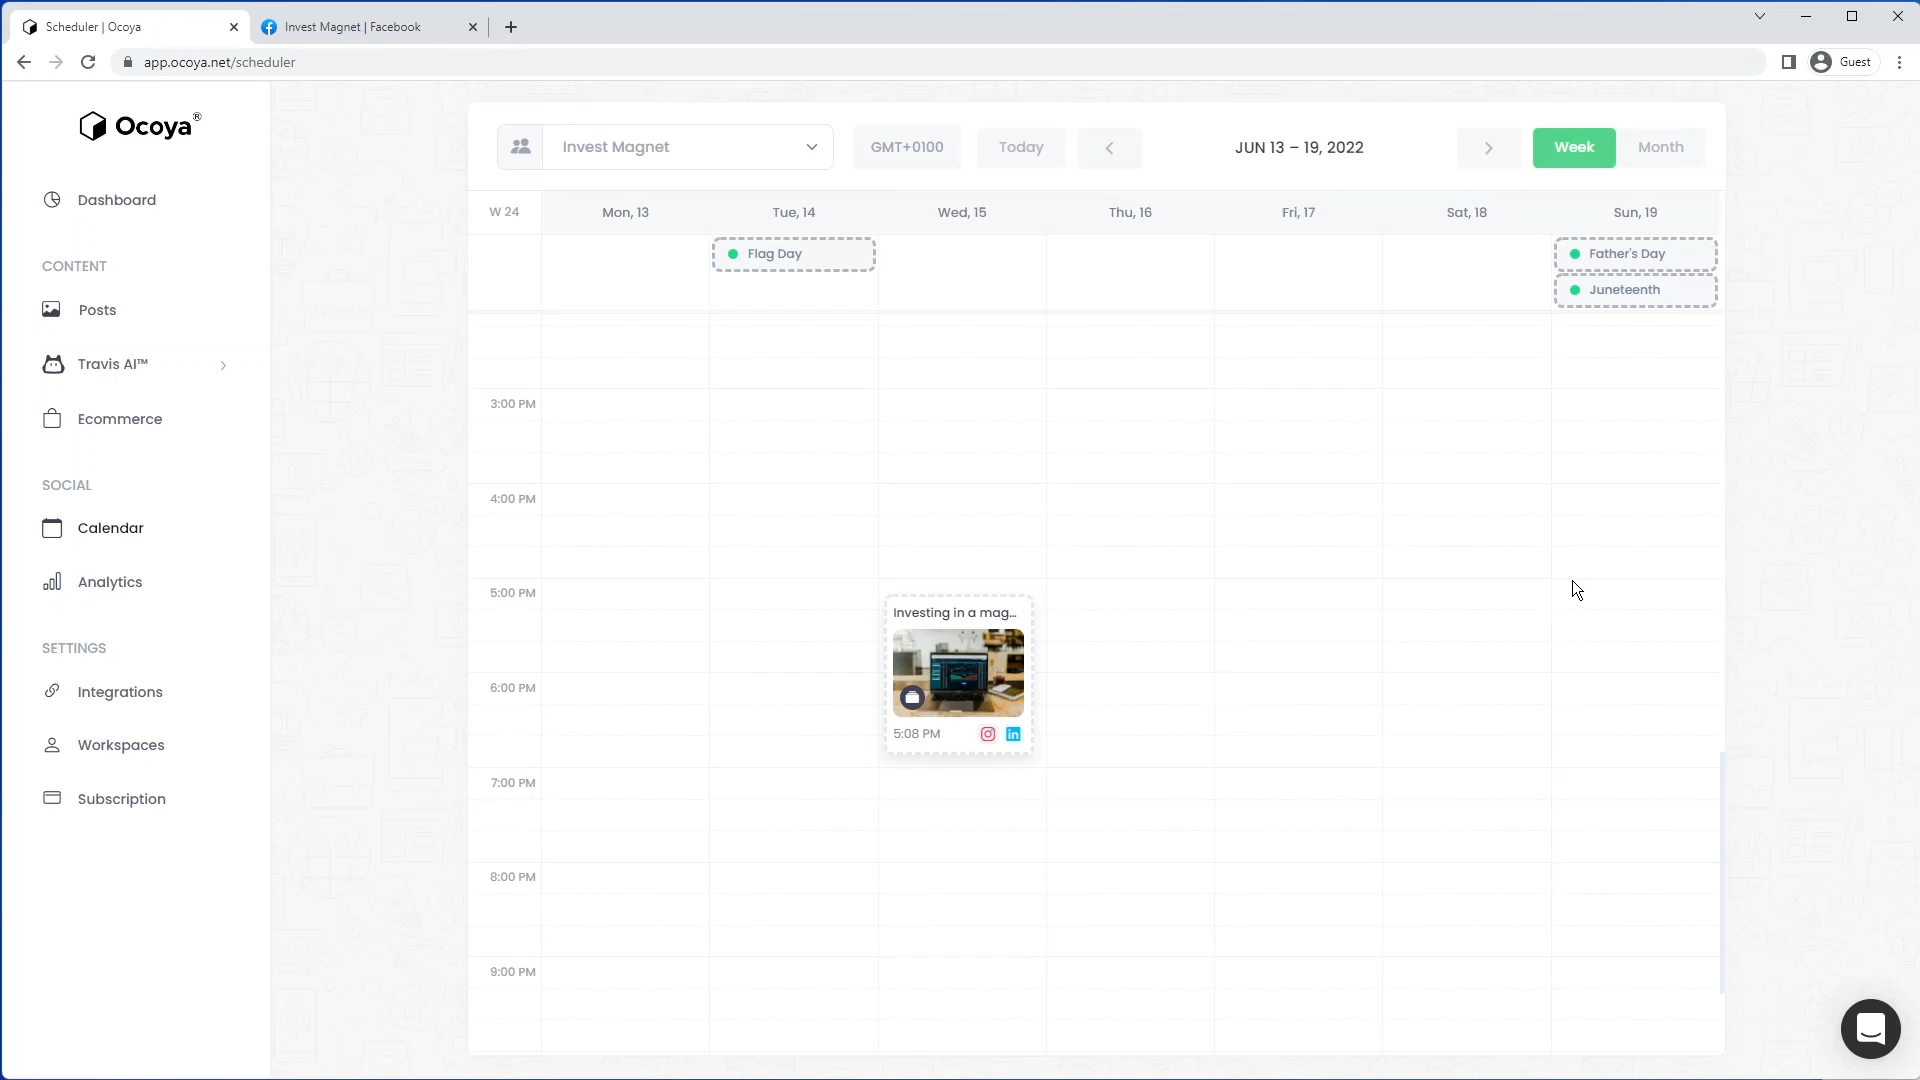 Scheduler | Ocoya
Invest Magnet | Facebook
app.ocoya.net/scheduler
Guest
Ocoya®
Dashboard
CONTENT
Posts
Travis AI™
Ecommerce
SOCIAL
Calendar
Analytics
SETTINGS
Integrations
Workspaces
Subscription
Invest Magnet
GMT+0100
Today
JUN 13 – 19, 2022
Week
Month
W 24
Mon, 13
Tue, 14
Wed, 15
Thu, 16
Fri, 17
Sat, 18
Sun, 19
Flag Day
Father's Day
Juneteenth
3:00 PM
4:00 PM
5:00 PM
6:00 PM
7:00 PM
8:00 PM
9:00 PM
Investing in a mag...
5:08 PM
in